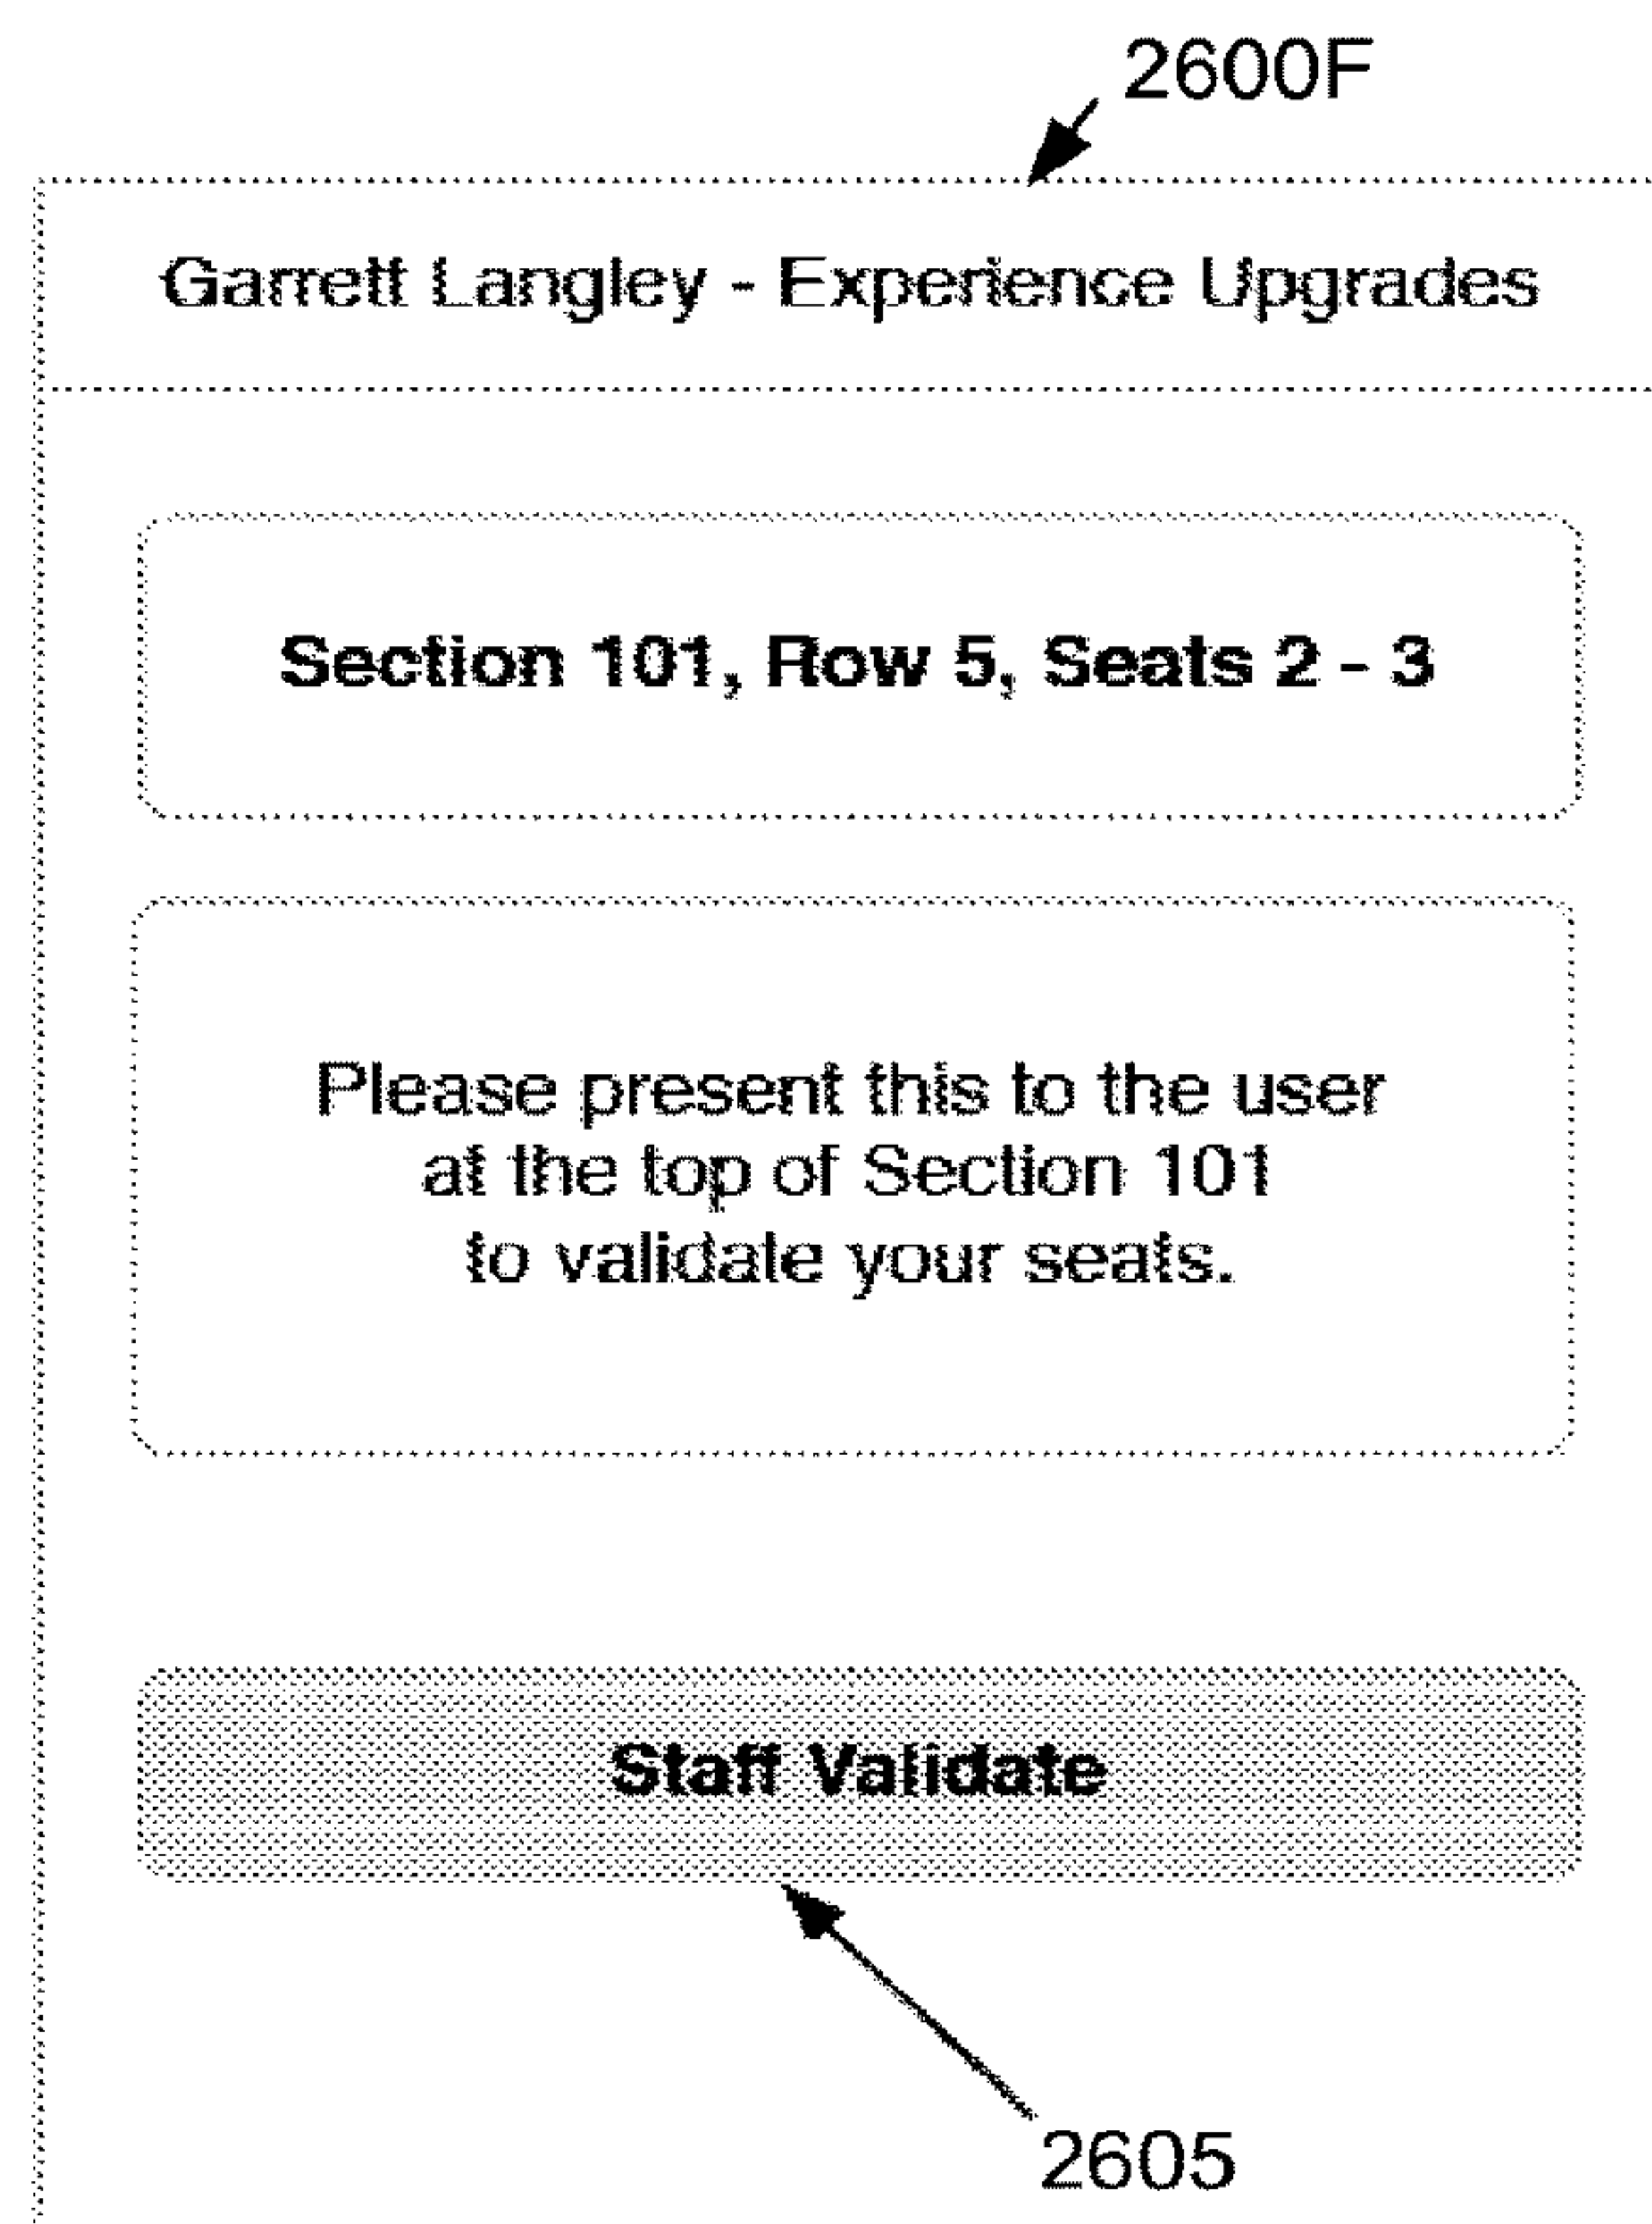 2600F
Garrett Langley - Experience Upgrades
Section 101, Row 5, Seats 2 - 3
Please present this to the user
at the top of Section 101
to validate your seats.
Staff Validate
2605